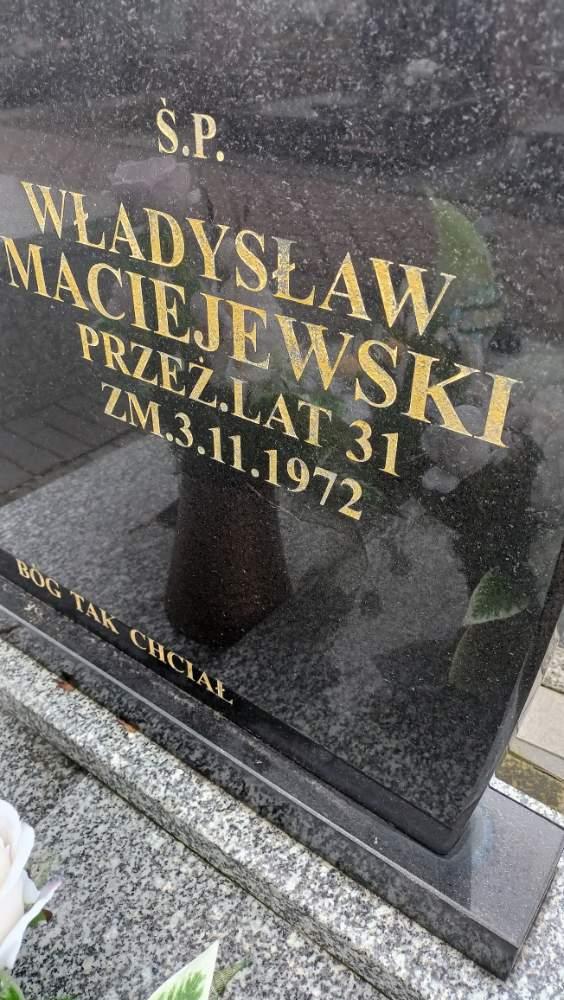 Ś.P.
WŁADYSŁAW
MACIEJEWSKI
PRZEŻ.LAT 31
ZM.3.11.1972
BÓG TAK CHCIAŁ